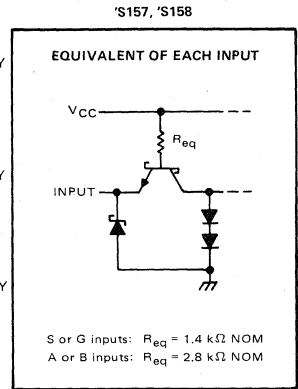 'S157, 'S158
EQUIVALENT OF EACH INPUT
VCC
Req
INPUT
S or G inputs: Req = 1.4 kΩ NOM
A or B inputs: Req = 2.8 kΩ NOM
Y
Y
Y